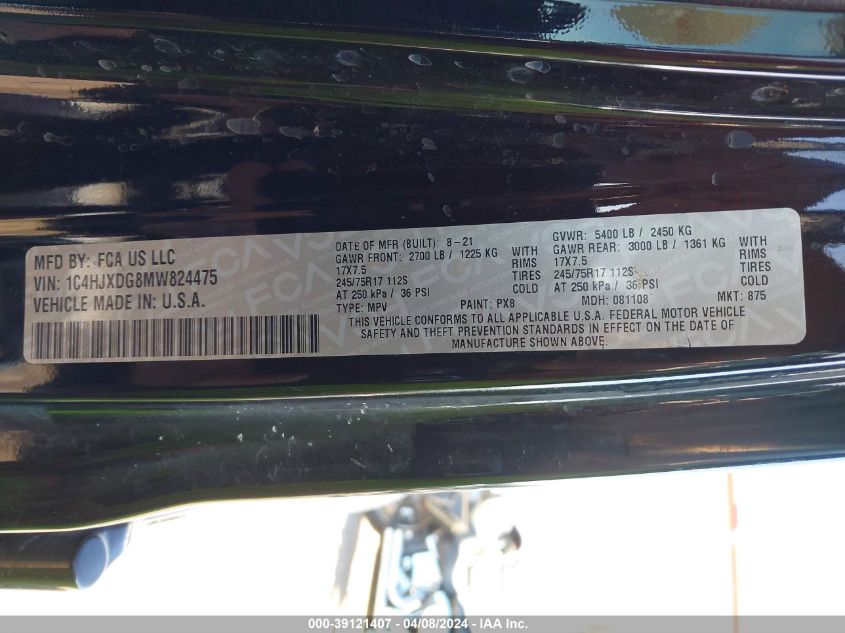 MFD BY: FCA US LLC
VIN: 1C4HJXDG8MW824475
VEHICLE MADE IN: U.S.A.
DATE OF MFR (BUILT): 8-21
GAWR FRONT: 2700 LB / 1225 KG WITH
17X7.5 RIMS
245/75R17 112S TIRES
AT 250 kPa / 36 PSI COLD
GVWR: 5400 LB / 2450 KG
GAWR REAR: 3000 LB / 1361 KG WITH
17X7.5 RIMS
245/75R17 112S TIRES
AT 250 kPa / 36 PSI COLD
TYPE: MPV PAINT: PX8 MDH: 081108 MKT: 875
THIS VEHICLE CONFORMS TO ALL APPLICABLE U.S.A. FEDERAL MOTOR VEHICLE
SAFETY AND THEFT PREVENTION STANDARDS IN EFFECT ON THE DATE OF
MANUFACTURE SHOWN ABOVE.
000-39121407 - 04/08/2024 - IAA Inc.